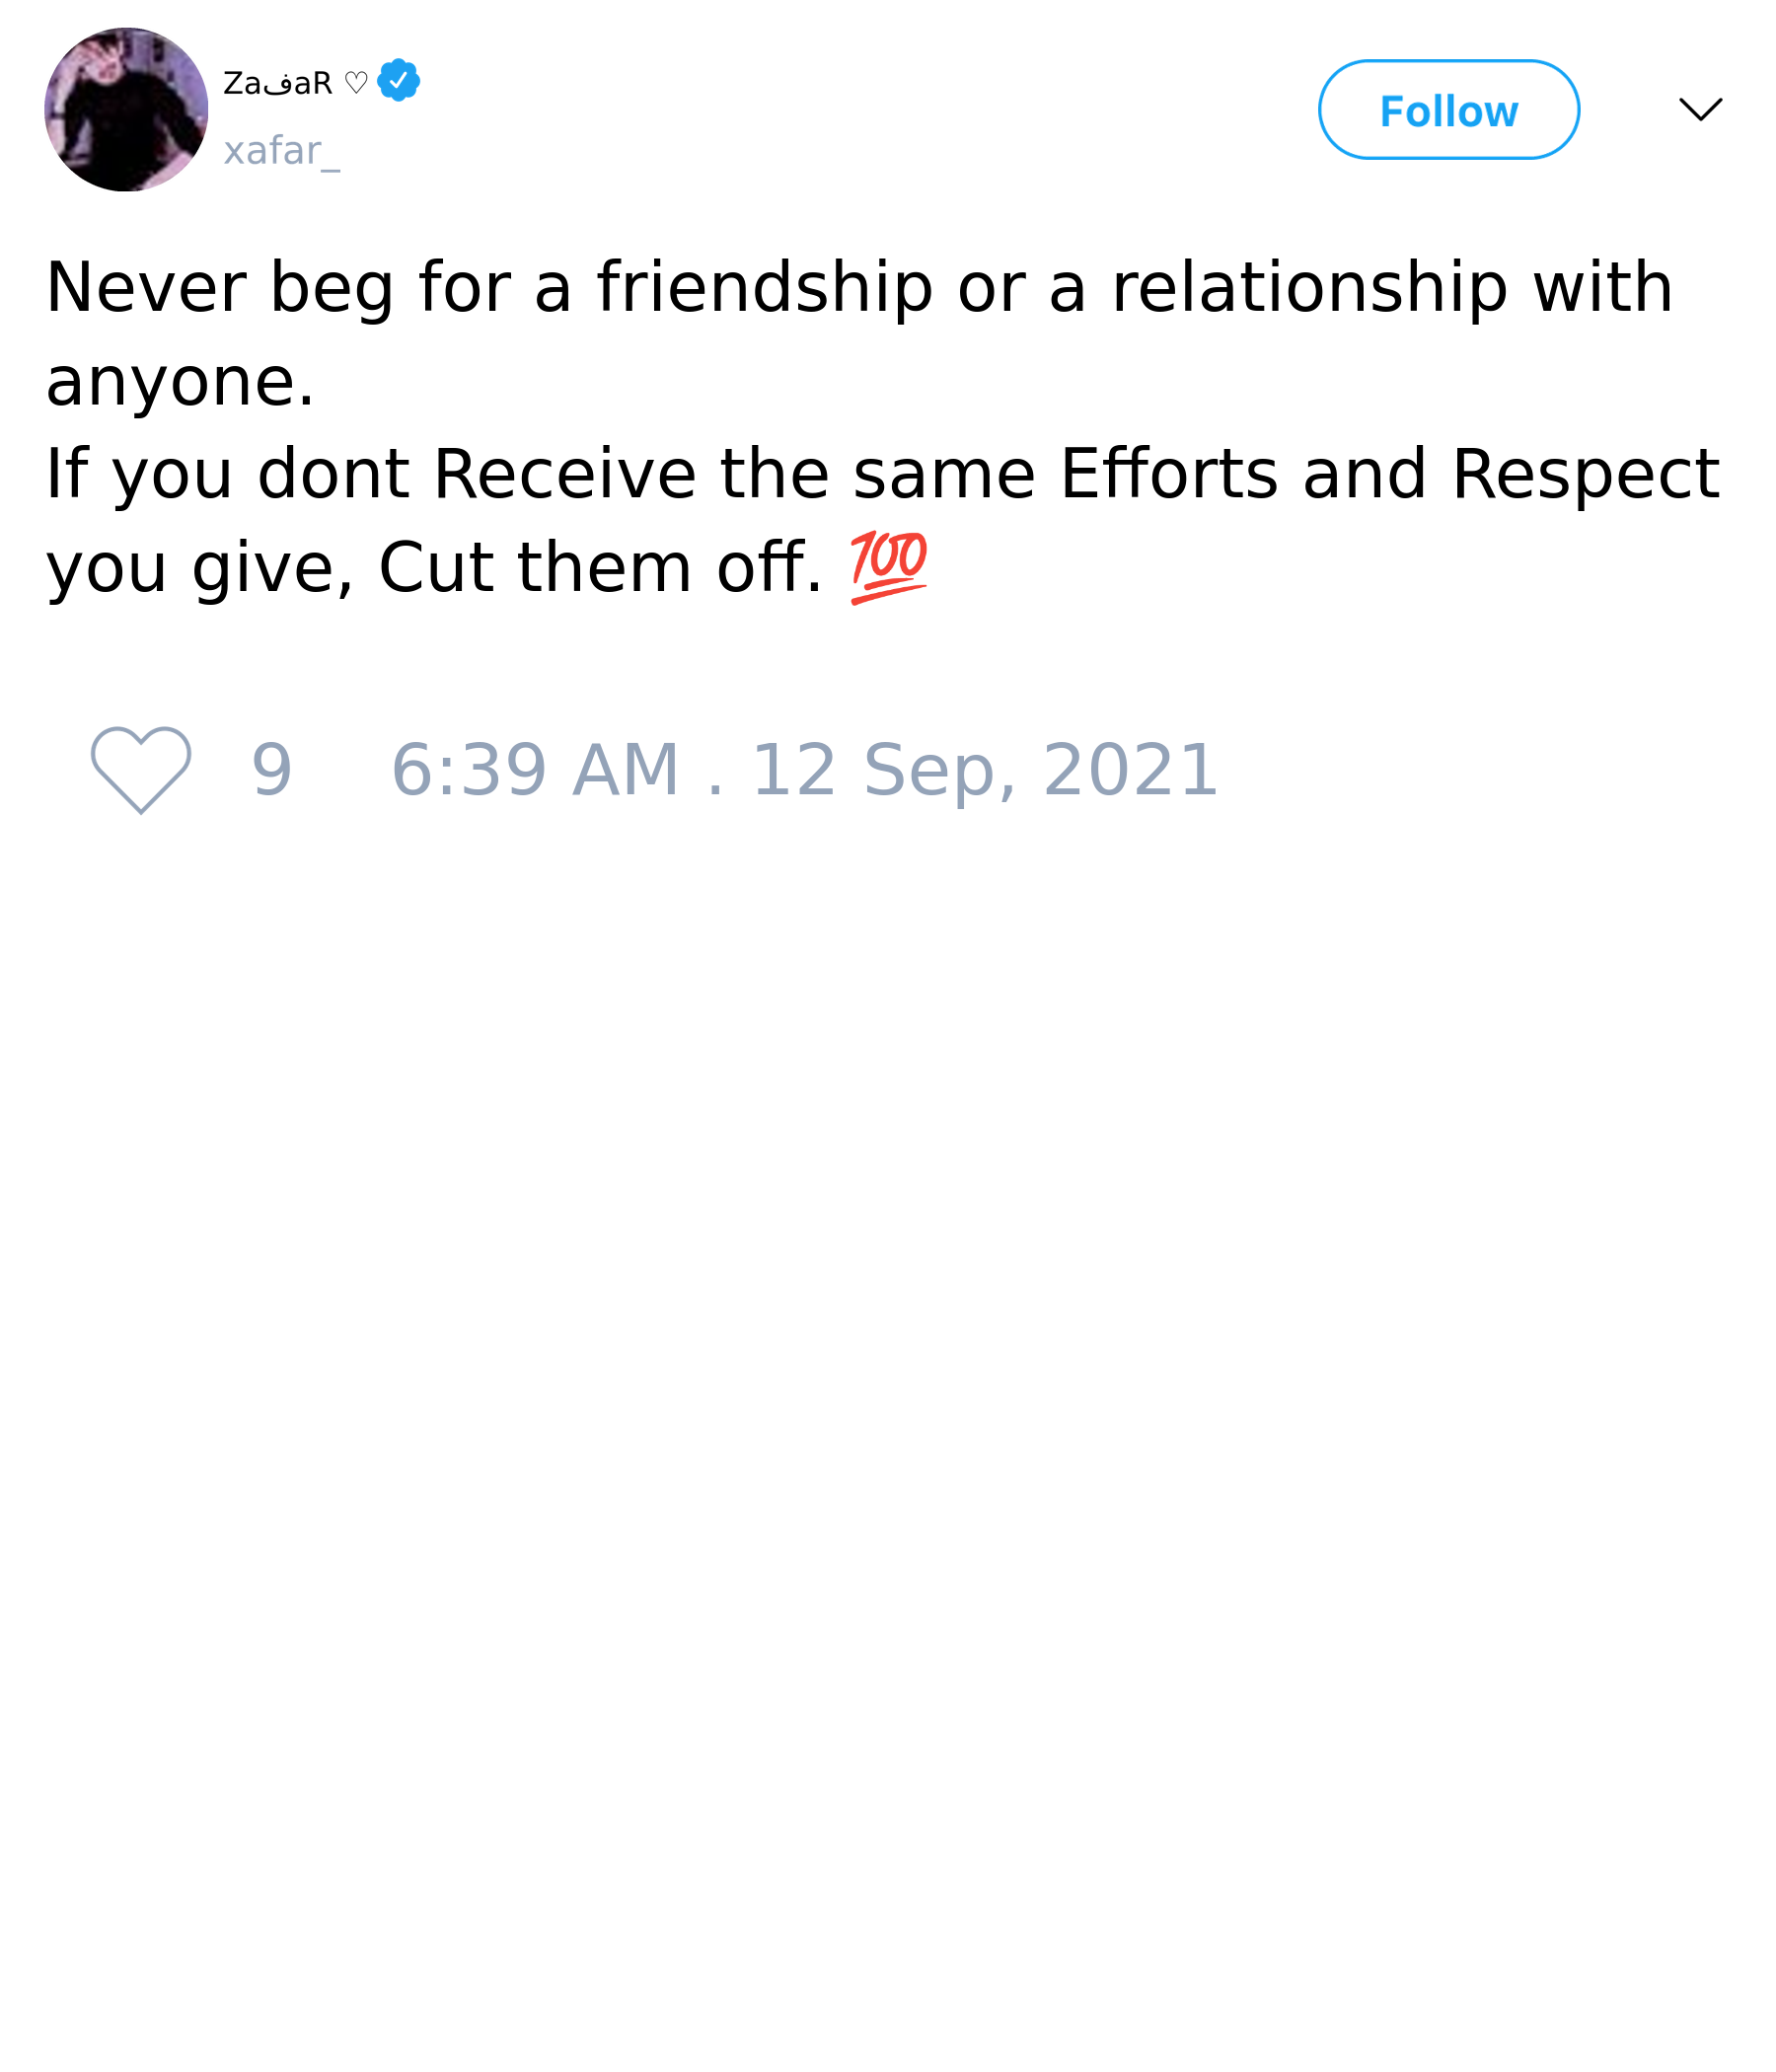 ZaفaR ♡
xafar_
Follow
Never beg for a friendship or a relationship with
anyone.
If you dont Receive the same Efforts and Respect
you give, Cut them off. 💯
9 6:39 AM . 12 Sep, 2021